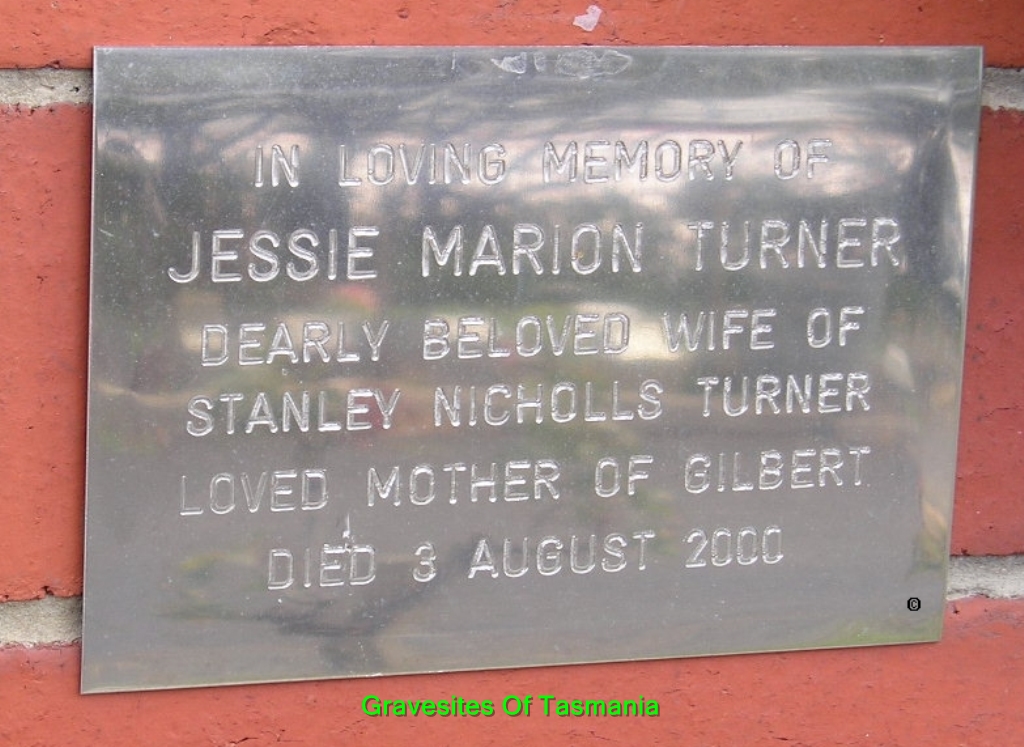 IN LOVING MEMORY OF
JESSIE MARION TURNER
DEARLY BELOVED WIFE OF
STANLEY NICHOLLS TURNER
LOVED MOTHER OF GILBERT
DIED 3 AUGUST 2000
©
Gravesites Of Tasmania